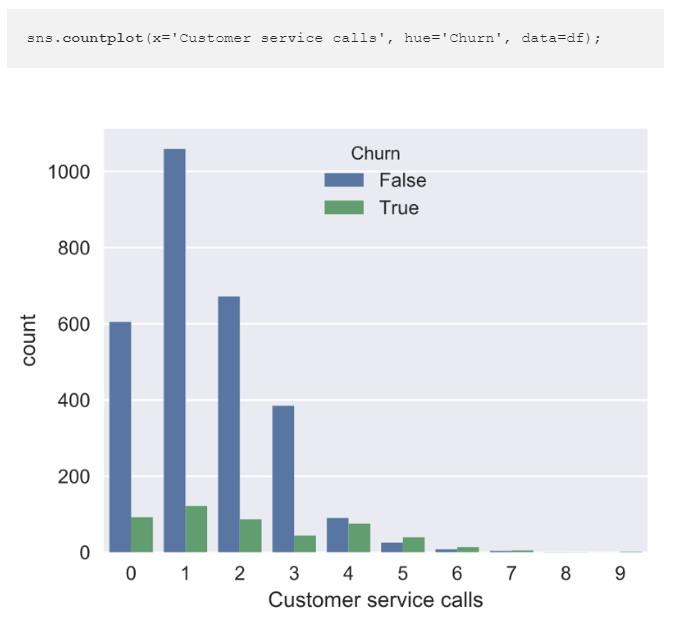 sns.countplot(x='Customer service calls', hue='Churn', data=df);
Churn
False
True
1000
800
600
400
200
0
count
0 1 2 3 4 5 6 7 8 9
Customer service calls